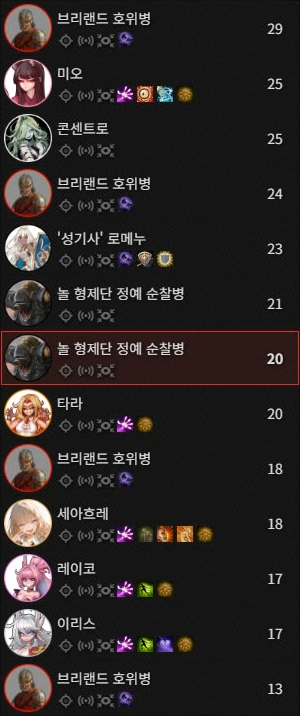 브리랜드 호위병
29
미오
25
콘센트로
25
브리랜드 호위병
24
'성기사' 로메누
23
놀 형제단 정예 순찰병
21
놀 형제단 정예 순찰병
20
타라
20
브리랜드 호위병
18
세아흐레
18
레이코
17
이리스
17
브리랜드 호위병
13